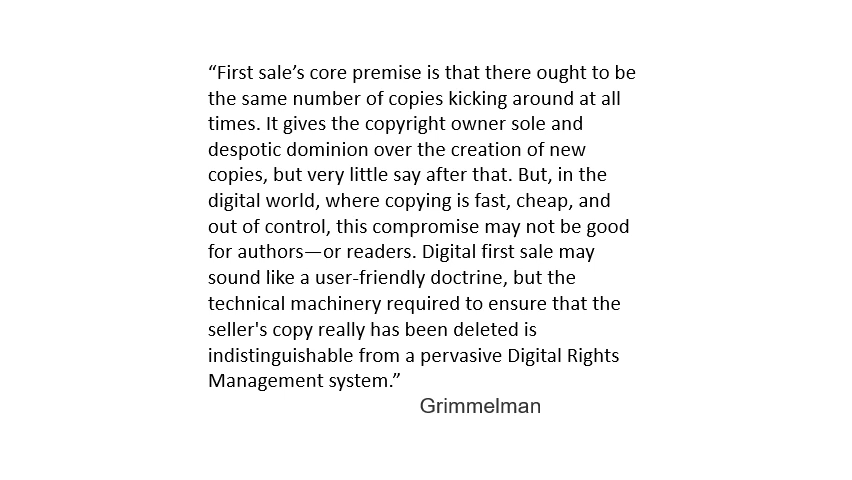 “First sale’s core premise is that there ought to be
the same number of copies kicking around at all
times. It gives the copyright owner sole and
despotic dominion over the creation of new
copies, but very little say after that. But, in the
digital world, where copying is fast, cheap, and
out of control, this compromise may not be good
for authors—or readers. Digital first sale may
sound like a user-friendly doctrine, but the
technical machinery required to ensure that the
seller's copy really has been deleted is
indistinguishable from a pervasive Digital Rights
Management system.”
Grimmelman